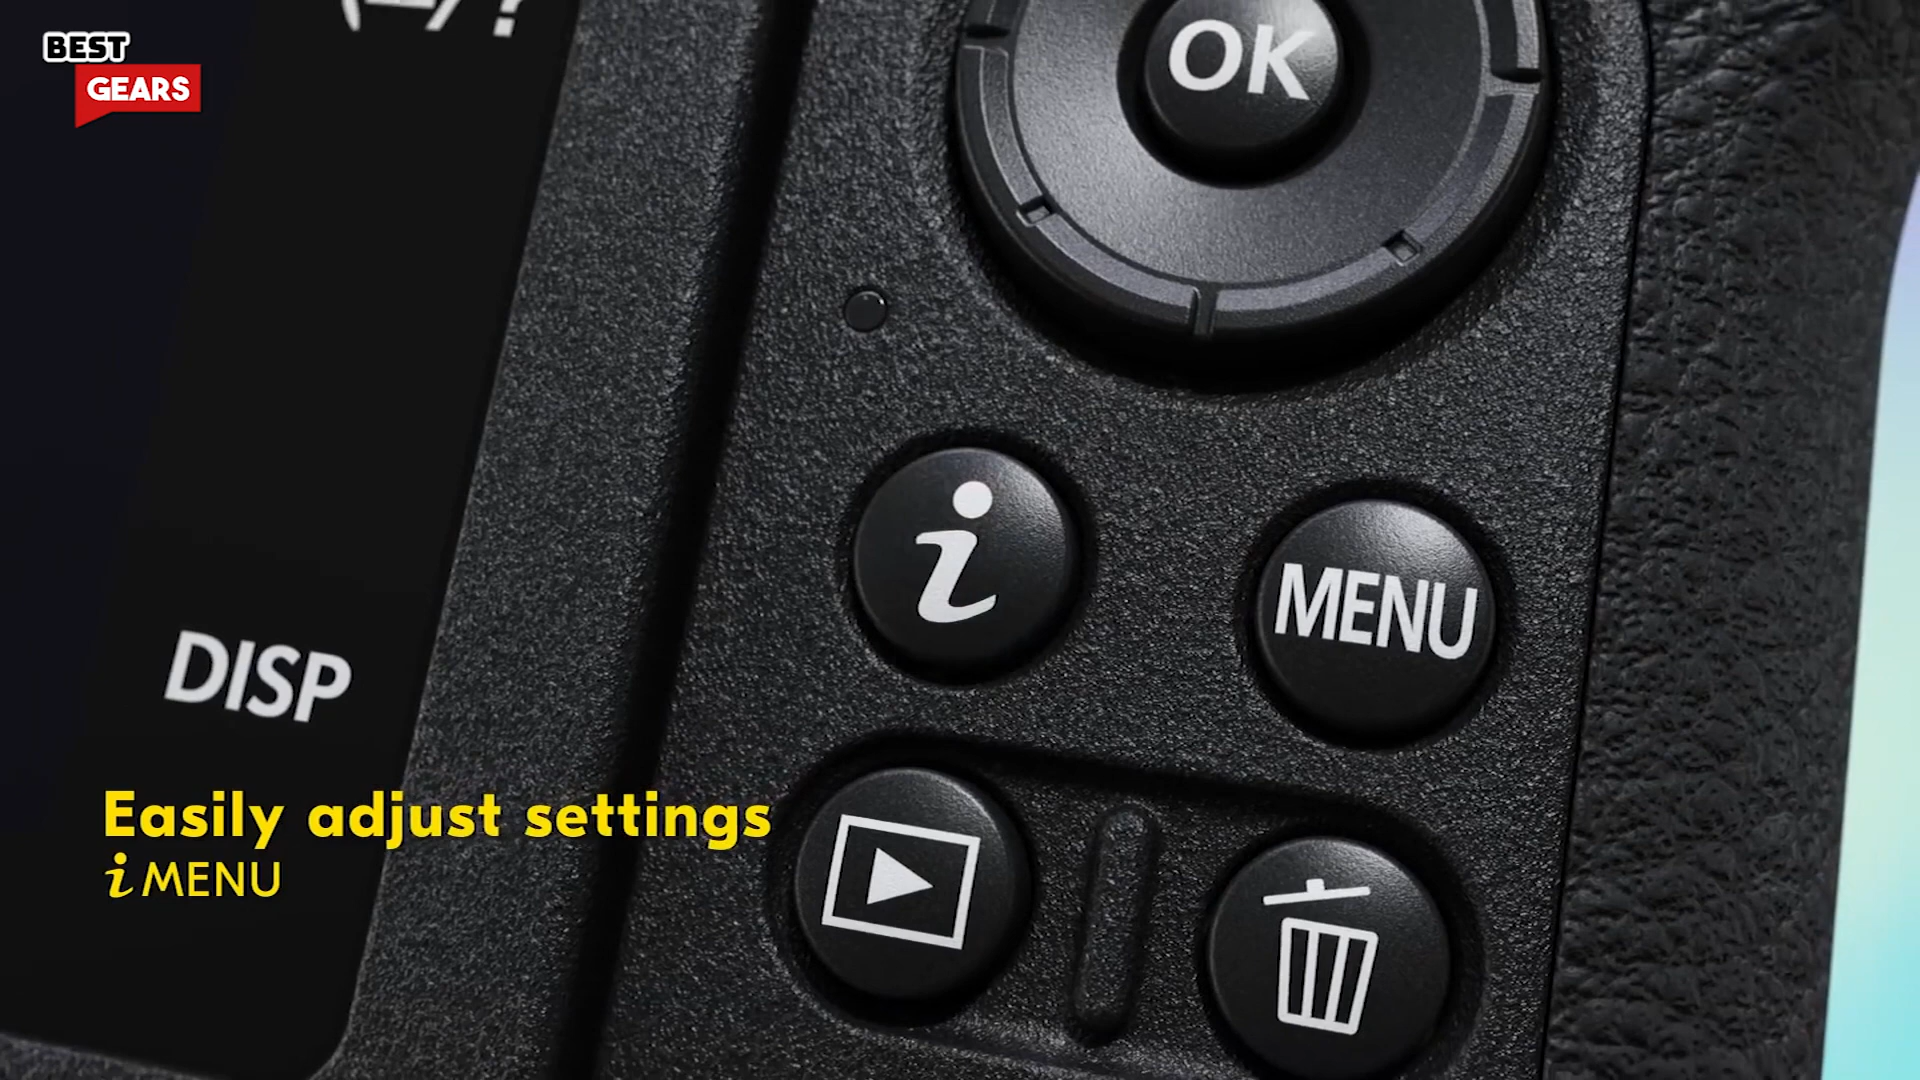 BEST
GEARS
OK
i
MENU
DISP
Easily adjust settings
i MENU